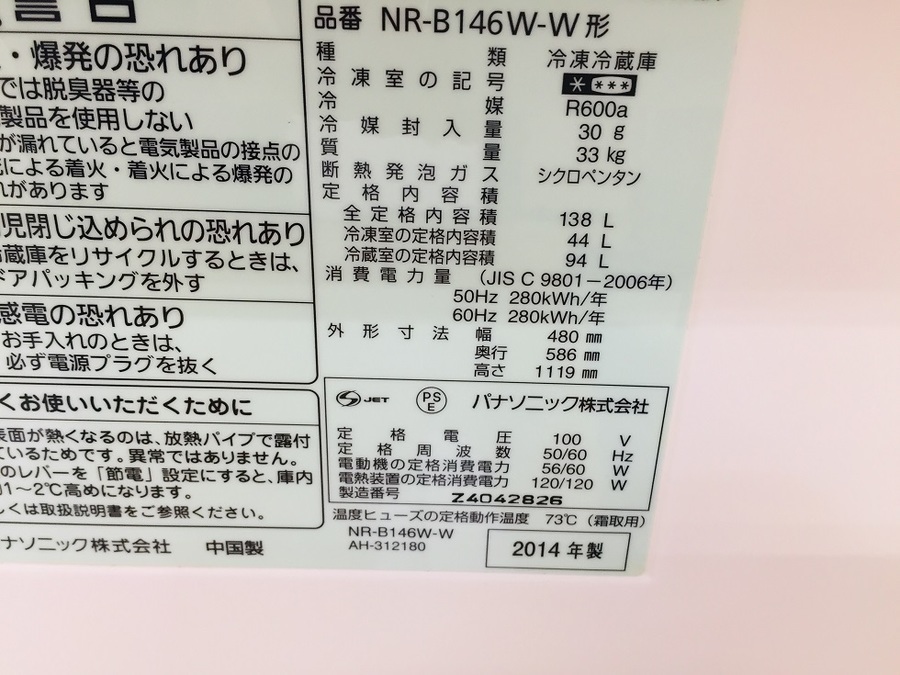 ・爆発の恐れあり
では脱臭器等の
製品を使用しない
が漏れていると電気製品の接点の
による着火・着火による爆発の
があります
児閉じ込められの恐れあり
蔵庫をリサイクルするときは、
ドアパッキングを外す
感電の恐れあり
お手入れのときは、
必ず電源プラグを抜く
くお使いいただくために
表面が熱くなるのは、放熱パイプで露付
ているためです。異常ではありません。
のレバーを「節電」設定にすると、庫内
1~2℃高めになります。
しくは取扱説明書をご参照ください。
ナソニック株式会社 中国製
品番 NR-B146W-W形
種類 冷凍冷蔵庫
冷凍室の記号 * ***
冷媒 R600a
冷媒封入量 30 g
質量 33 kg
断熱発泡ガス シクロペンタン
定格内容積
全定格内容積 138 L
冷凍室の定格内容積 44 L
冷蔵室の定格内容積 94 L
消費電力量 (JIS C 9801-2006年)
50Hz 280kWh/年
60Hz 280kWh/年
外形寸法 幅 480 mm
奥行 586 mm
高さ 1119 mm
JET PSE パナソニック株式会社
定格電圧 100 V
定格周波数 50/60 Hz
電動機の定格消費電力 56/60 W
電熱装置の定格消費電力 120/120 W
製造番号 Z4042826
温度ヒューズの定格動作温度 73℃(霜取用)
NR-B146W-W
AH-312180
2014年製